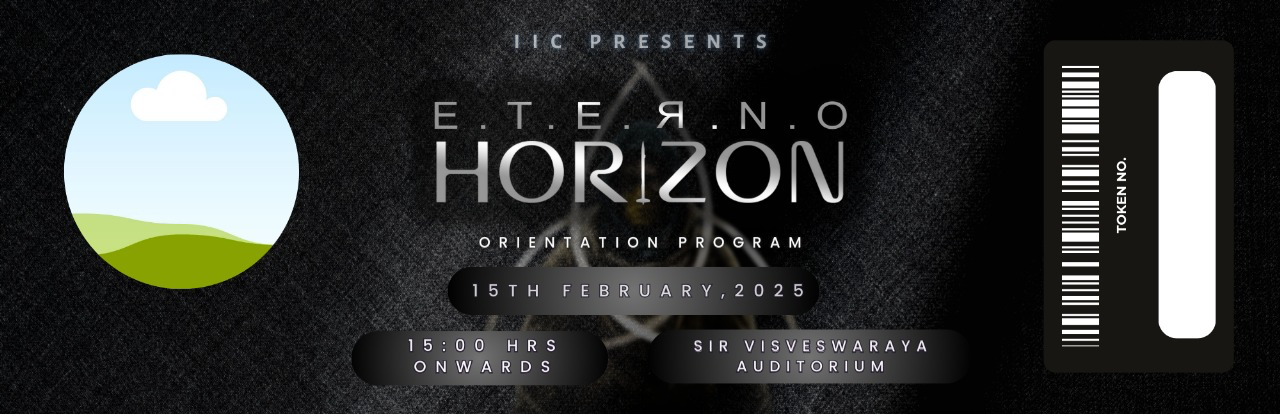 IIC PRESENTS
E.T.E.Я.N.O
HORIZON
ORIENTATION PROGRAM
15TH FEBRUARY,2025
15:00 HRS
ONWARDS
SIR VISVESWARAYA
AUDITORIUM
TOKEN NO.